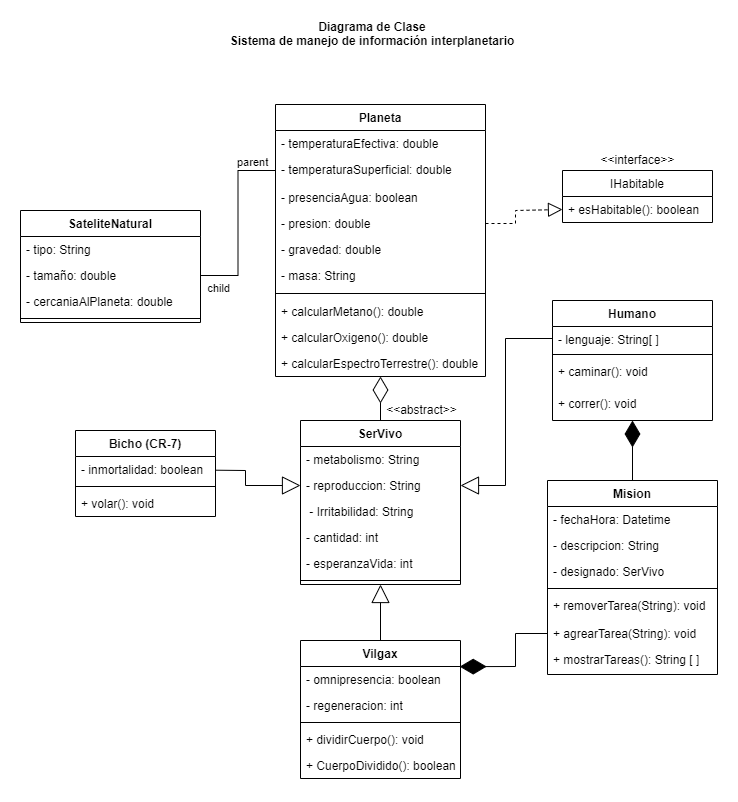 Diagrama de Clase
Sistema de manejo de información interplanetario
Planeta
- temperaturaEfectiva: double
- temperaturaSuperficial: double
- presenciaAgua: boolean
- presion: double
- gravedad: double
- masa: String
+ calcularMetano(): double
+ calcularOxigeno(): double
+ calcularEspectroTerrestre(): double
parent
child
SateliteNatural
- tipo: String
- tamaño: double
- cercaniaAlPlaneta: double
<<interface>>
IHabitable
+ esHabitable(): boolean
Humano
- lenguaje: String[ ]
+ caminar(): void
+ correr(): void
<<abstract>>
SerVivo
- metabolismo: String
- reproduccion: String
- Irritabilidad: String
- cantidad: int
- esperanzaVida: int
Bicho (CR-7)
- inmortalidad: boolean
+ volar(): void
Mision
- fechaHora: Datetime
- descripcion: String
- designado: SerVivo
+ removerTarea(String): void
+ agrearTarea(String): void
+ mostrarTareas(): String [ ]
Vilgax
- omnipresencia: boolean
- regeneracion: int
+ dividirCuerpo(): void
+ CuerpoDividido(): boolean